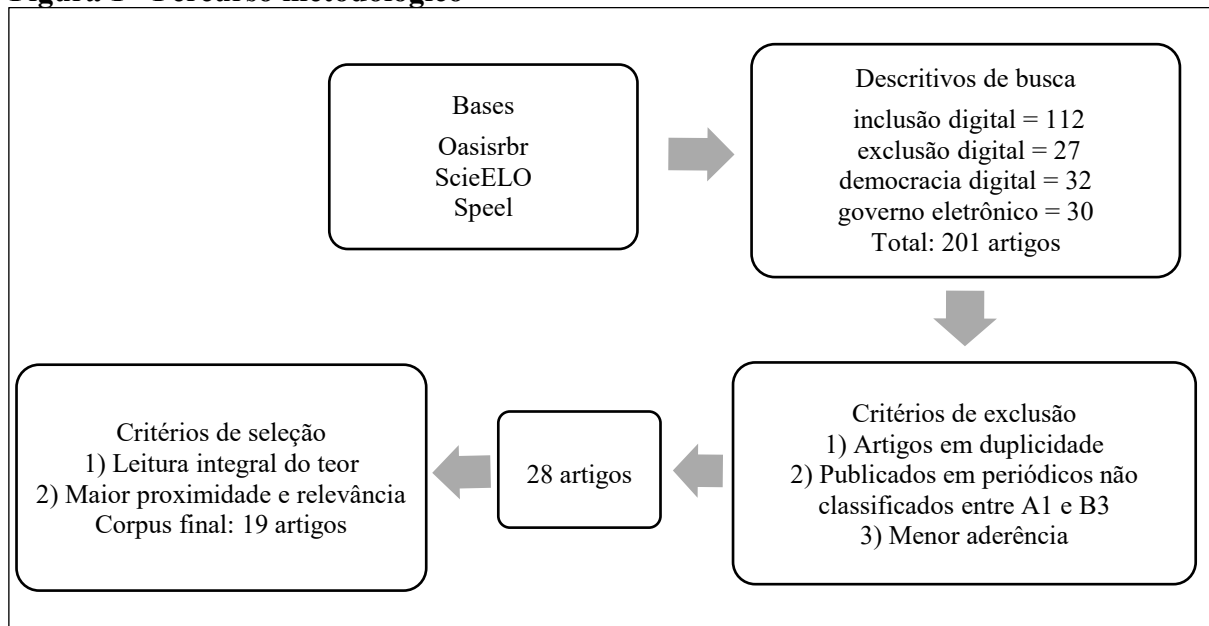 Figura 1 - Percurso metodológico
Bases
Oasisrbr
ScieELO
Speel
Descritivos de busca
inclusão digital = 112
exclusão digital = 27
democracia digital = 32
governo eletrônico = 30
Total: 201 artigos
Critérios de exclusão
1) Artigos em duplicidade
2) Publicados em periódicos não
classificados entre A1 e B3
3) Menor aderência
28 artigos
Critérios de seleção
1) Leitura integral do teor
2) Maior proximidade e relevância
Corpus final: 19 artigos